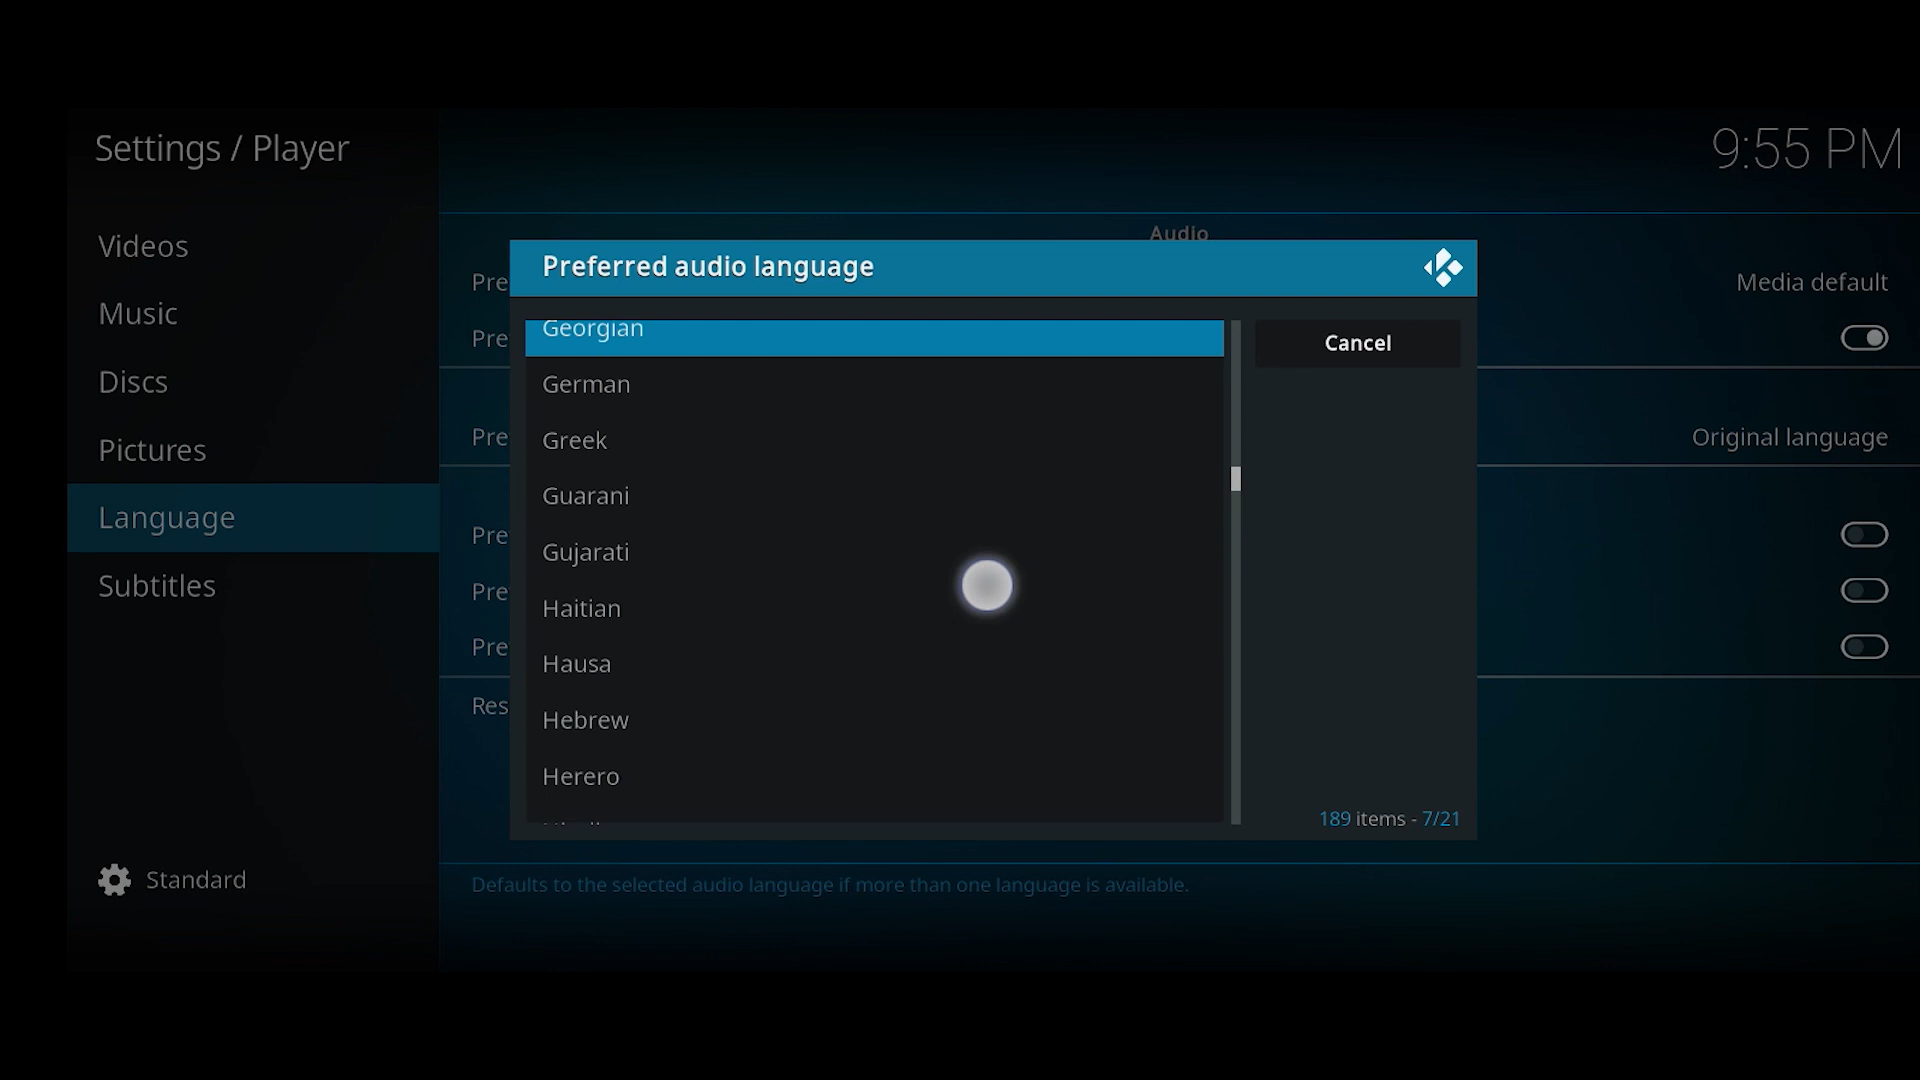 Settings / Player
9:55 PM
Videos
Music
Discs
Pictures
Language
Subtitles
Standard
Audio
Pre
Media default
Pre
Pre
Original language
Pre
Pre
Pre
Res
Preferred audio language
Georgian
German
Greek
Guarani
Gujarati
Haitian
Hausa
Hebrew
Herero
Cancel
189 items - 7/21
Defaults to the selected audio language if more than one language is available.